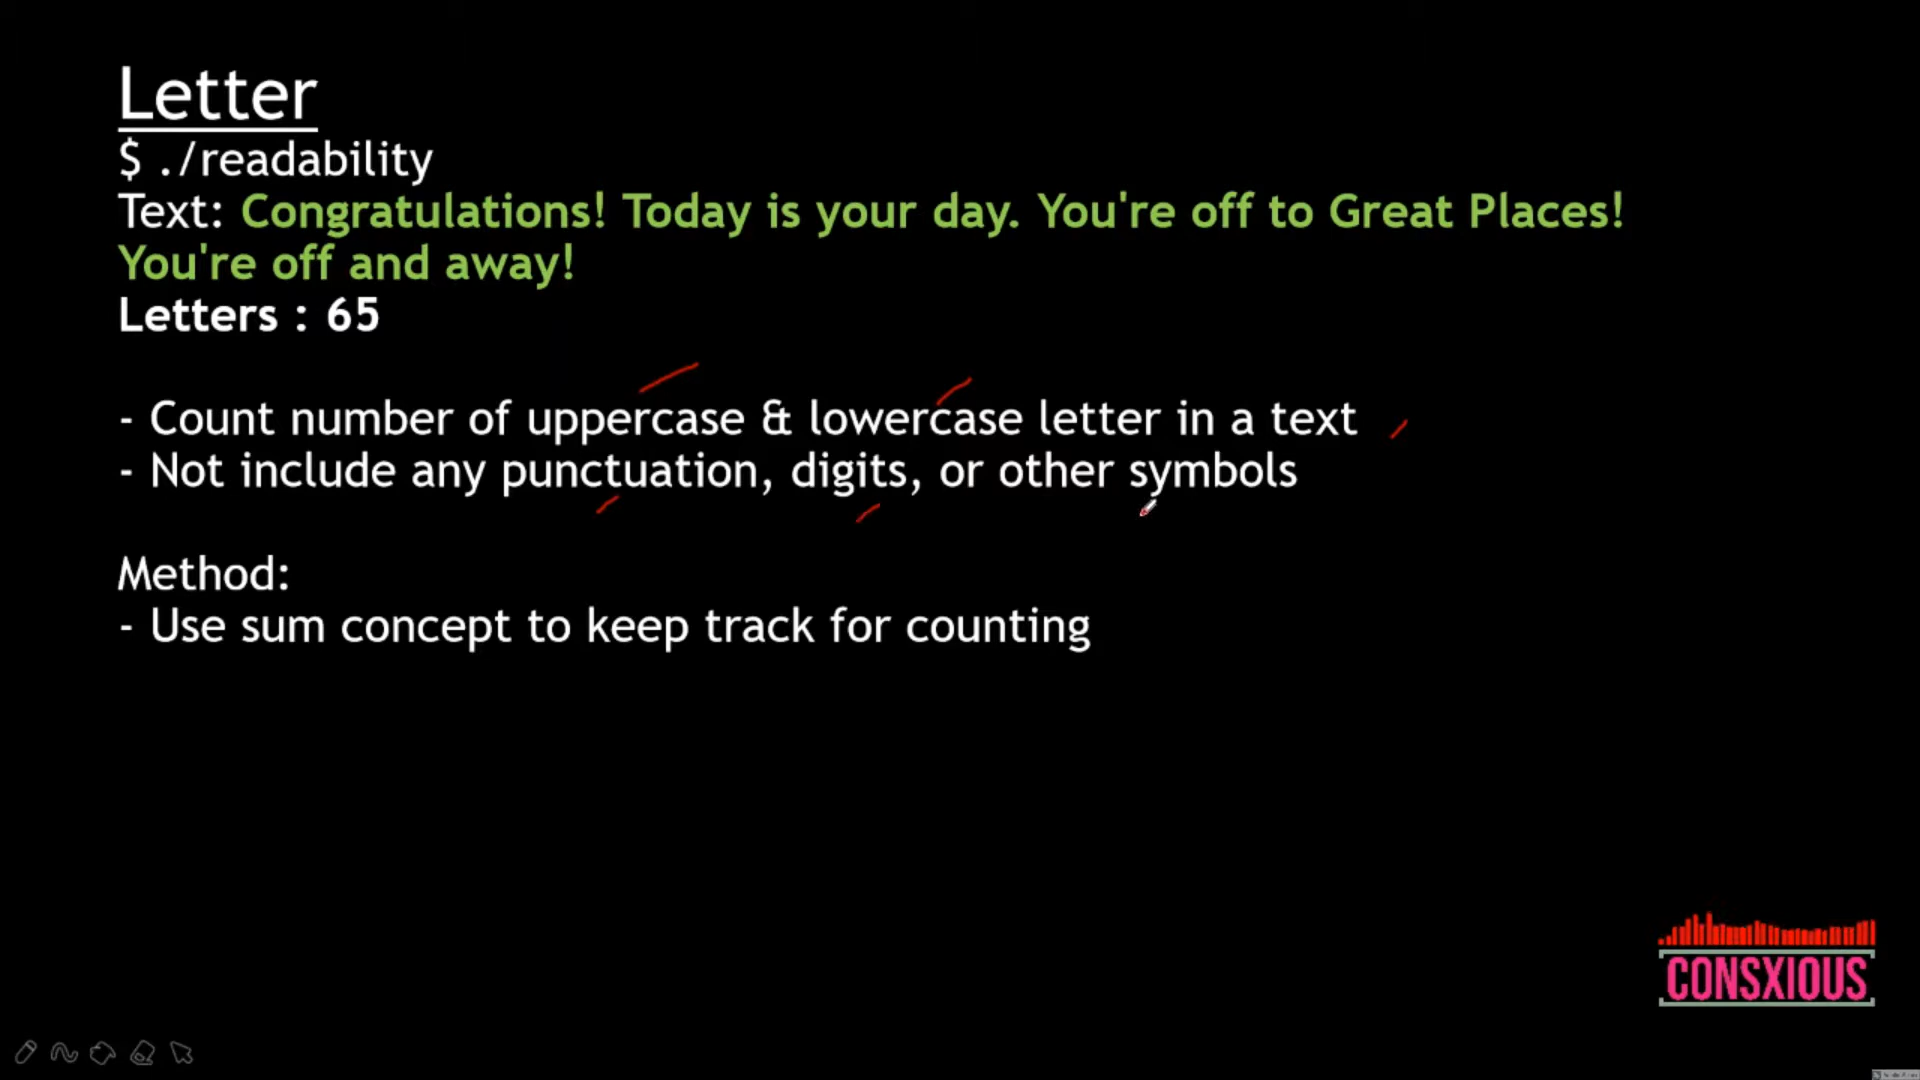 Letter
$ ./readability
Text: Congratulations! Today is your day. You're off to Great Places!
You're off and away!
Letters : 65
- Count number of uppercase & lowercase letter in a text
- Not include any punctuation, digits, or other symbols
Method:
- Use sum concept to keep track for counting
CONSXIOUS